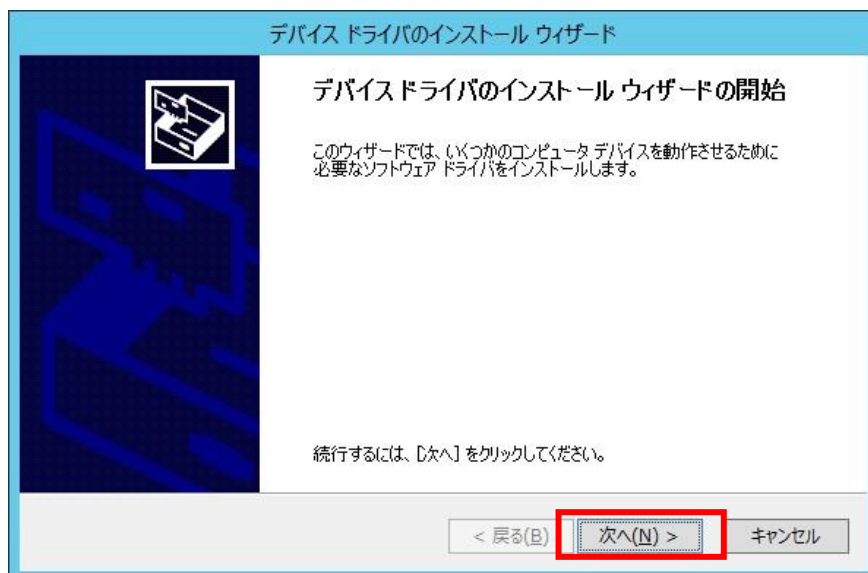 デバイス ドライバのインストール ウィザード
デバイス ドライバのインストール ウィザードの開始
このウィザードでは、いくつかのコンピュータ デバイスを動作させるために
必要なソフトウェア ドライバをインストールします。
続行するには、[次へ] をクリックしてください。
< 戻る(B)
次へ(N) >
キャンセル